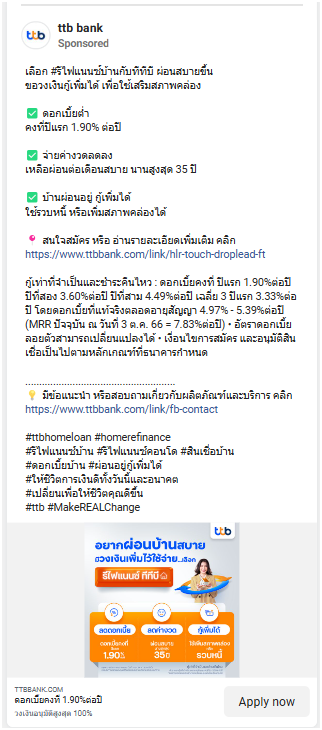 ttb
ttb bank
Sponsored
เลือก #รีไฟแนนซ์บ้านกับทีทีบี ผ่อนสบายขึ้น
ขอวงเงินกู้เพิ่มได้ เพื่อใช้เสริมสภาพคล่อง
✅ ดอกเบี้ยต่ำ
คงที่ปีแรก 1.90% ต่อปี
✅ จ่ายค่างวดลดลง
เหลือผ่อนต่อเดือนสบาย นานสูงสุด 35 ปี
✅ บ้านผ่อนอยู่ กู้เพิ่มได้
ใช้รวบหนี้ หรือเพิ่มสภาพคล่องได้
📍 สนใจสมัคร หรือ อ่านรายละเอียดเพิ่มเติม คลิก
https://www.ttbbank.com/link/hlr-touch-droplead-ft
กู้เท่าที่จำเป็นและชำระคืนไหว : ดอกเบี้ยคงที่ ปีแรก 1.90%ต่อปี
ปีที่สอง 3.60%ต่อปี ปีที่สาม 4.49%ต่อปี เฉลี่ย 3 ปีแรก 3.33%ต่อ
ปี โดยดอกเบี้ยที่แท้จริงตลอดอายุสัญญา 4.97% - 5.39%ต่อปี
(MRR ปัจจุบัน ณ วันที่ 3 ต.ค. 66 = 7.83%ต่อปี) • อัตราดอกเบี้ย
ลอยตัวสามารถเปลี่ยนแปลงได้ • เงื่อนไขการสมัคร และอนุมัติสิน
เชื่อเป็นไปตามหลักเกณฑ์ที่ธนาคารกำหนด
......................................................
💡 มีข้อแนะนำ หรือสอบถามเกี่ยวกับผลิตภัณฑ์และบริการ คลิก
https://www.ttbbank.com/link/fb-contact
#ttbhomeloan #homerefinance
#รีไฟแนนซ์บ้าน #รีไฟแนนซ์คอนโด #สินเชื่อบ้าน
#ดอกเบี้ยบ้าน #ผ่อนอยู่กู้เพิ่มได้
#ให้ชีวิตการเงินดีทั้งวันนี้และอนาคต
#เปลี่ยนเพื่อให้ชีวิตคุณดีขึ้น
#ttb #MakeREALChange
ttb
อยากผ่อนบ้านสบาย
มีวงเงินเพิ่มไว้ใช้จ่าย...เลือก
รีไฟแนนซ์ ทีทีบี
ลดดอกเบี้ย ลดค่างวด กู้เพิ่มได้
1.90% 35ปี รวบหนี้
TTBBANK.COM
ดอกเบี้ยคงที่ 1.90%ต่อปี
วงเงินอนุมัติสูงสุด 100%
Apply now